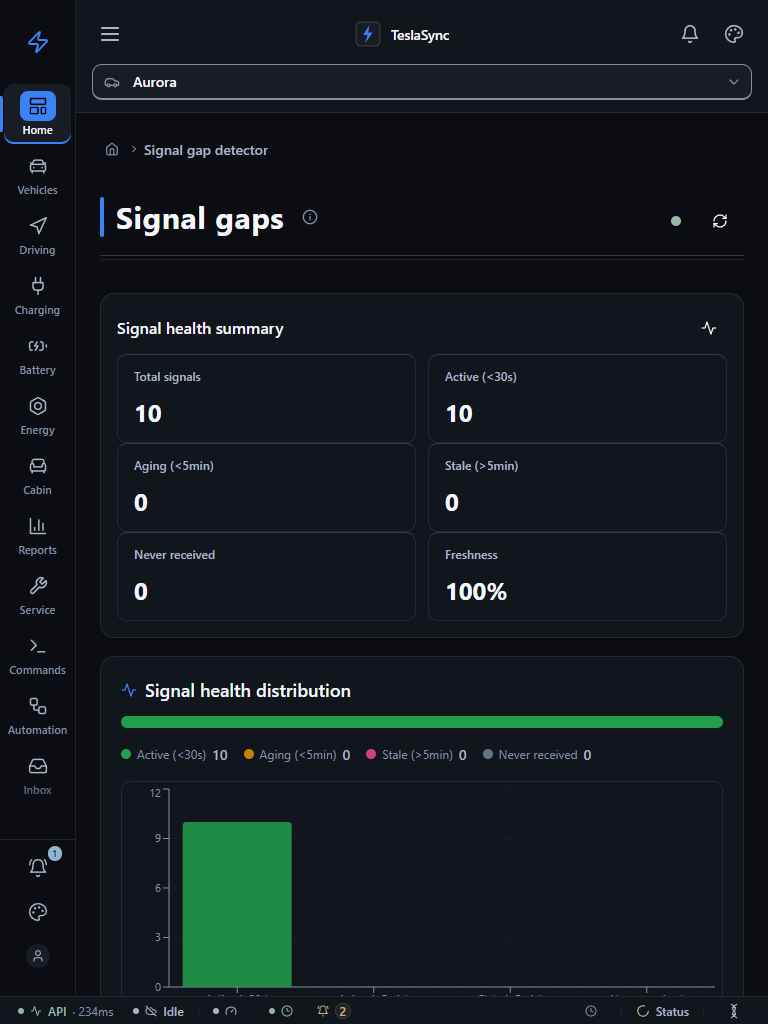 TeslaSync
Aurora
Home
Vehicles
Driving
Charging
Battery
Energy
Cabin
Reports
Service
Commands
Automation
Inbox
1
Signal gap detector
Signal gaps
Signal health summary
Total signals
10
Active (<30s)
10
Aging (<5min)
0
Stale (>5min)
0
Never received
0
Freshness
100%
Signal health distribution
Active (<30s) 10 Aging (<5min) 0 Stale (>5min) 0 Never received 0
12
9
6
3
0
API · 234ms Idle 2 Status